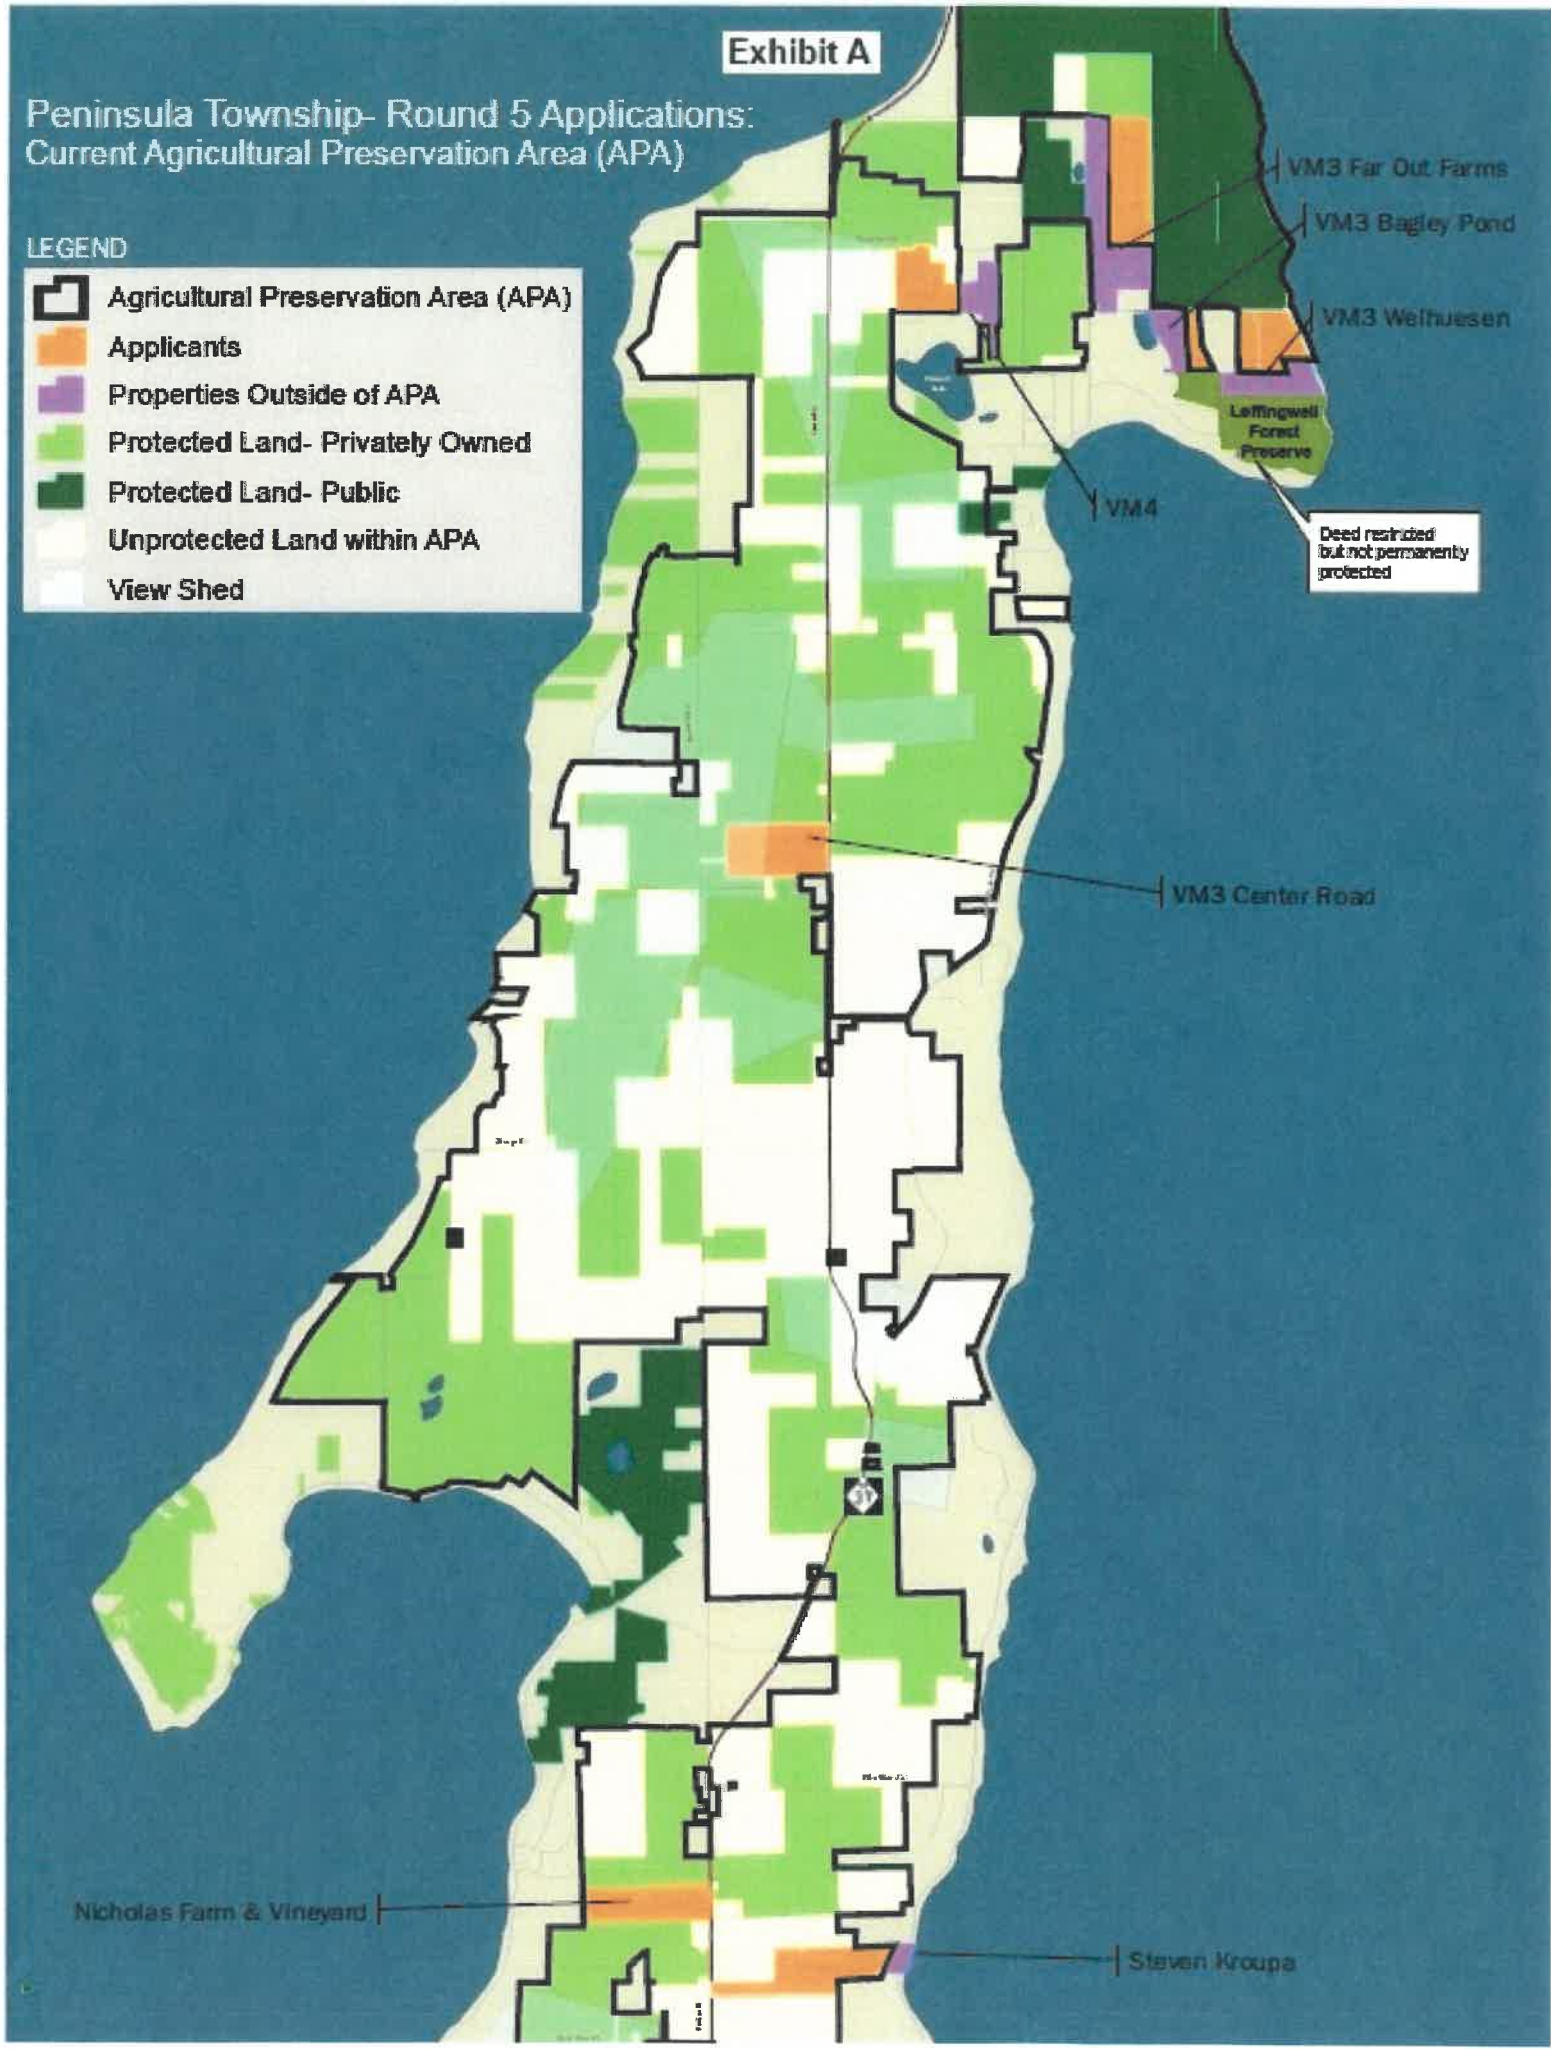 Exhibit A
Peninsula Township- Round 5 Applications:
Current Agricultural Preservation Area (APA)
LEGEND
Agricultural Preservation Area (APA)
Applicants
Properties Outside of APA
Protected Land- Privately Owned
Protected Land- Public
Unprotected Land within APA
View Shed
VM3 Far Out Farms
VM3 Bagley Pond
VM3 Welhuesen
Leffingwell
Forest
Preserve
VM4
Deed restricted
but not permanently
protected
VM3 Center Road
37
Nicholas Farm & Vineyard
Steven Kroupa